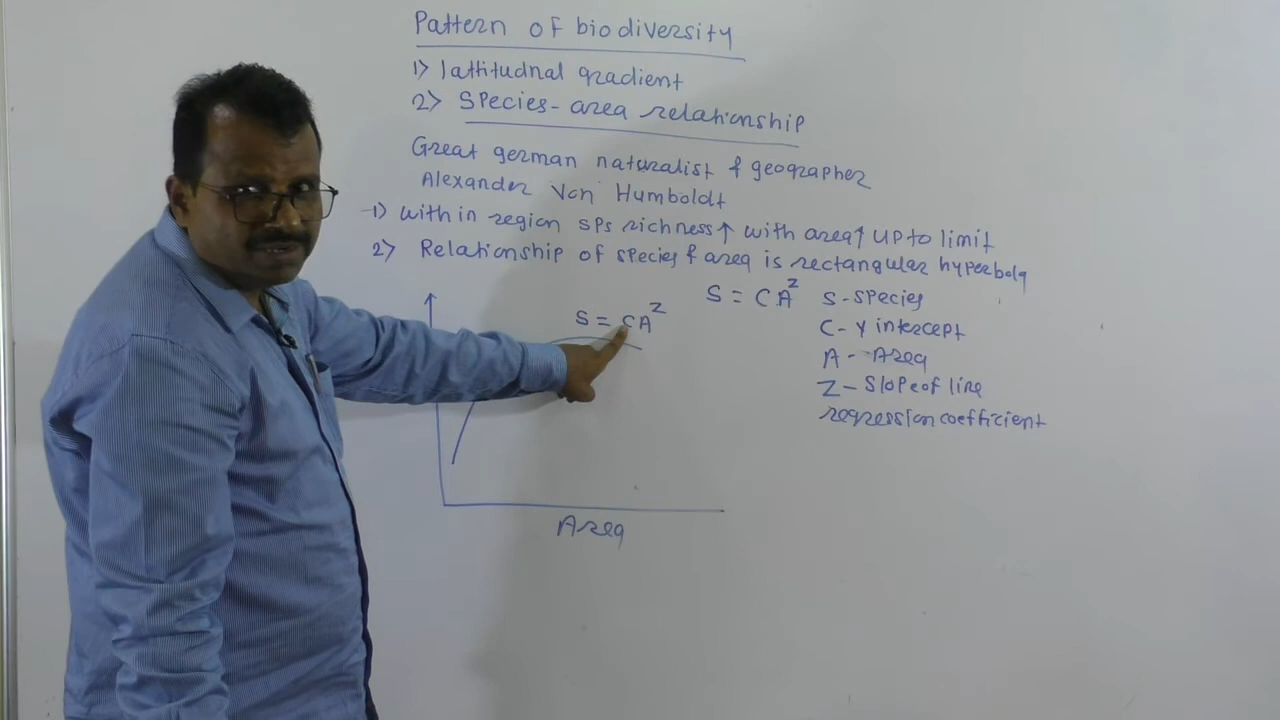 Pattern of biodiversity
1> lattitudnal gradient
2> Species-area relationship
Great german naturalist & geographer
Alexander Von Humboldt
1) with in region sps richness↑ with area↑ up to limit
2) Relationship of species & area is rectangular hyperbola
S = CA^Z S-species
C - Y intercept
A - Area
Z - Slope of line
regression coefficient
S = CA^Z
Area